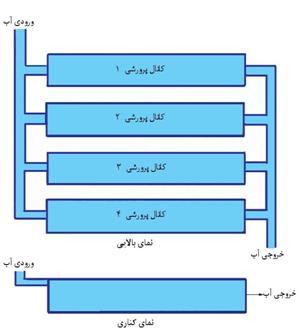 ورودی آب
کانال پرورشی ۱
کانال پرورشی ۲
کانال پرورشی ۳
کانال پرورشی ۴
خروجی آب
نمای بالایی
ورودی آب
خروجی آب
نمای کناری